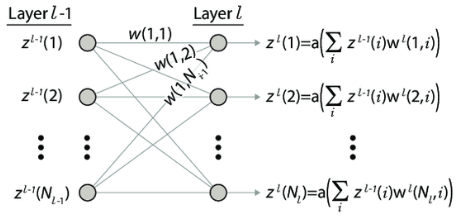 Layer l-1 Layer l
z^{l-1}(1) w(1,1) z^l(1)=a(∑_i z^{l-1}(i)w^l(1,i))
w(1,2)
w(1,N_{l-1})
z^{l-1}(2) z^l(2)=a(∑_i z^{l-1}(i)w^l(2,i))
z^{l-1}(N_{l-1}) z^l(N_l)=a(∑_i z^{l-1}(i)w^l(N_l,i))